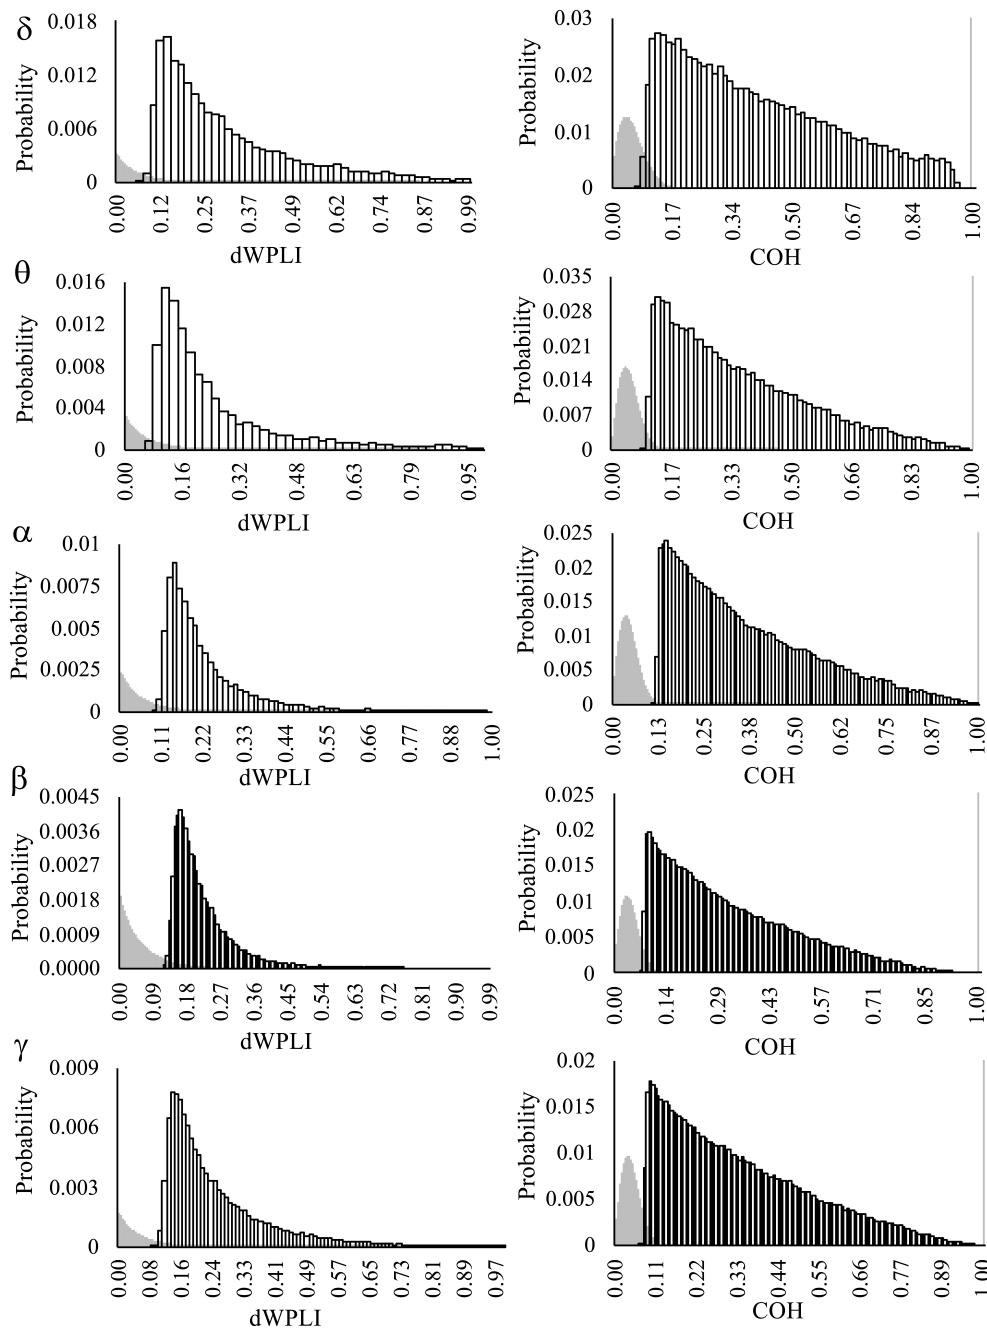 δ
Probability
0.018
0.012
0.006
0
0.00 0.12 0.25 0.37 0.49 0.62 0.74 0.87 0.99
dWPLI
Probability
0.03
0.02
0.01
0
0.00 0.17 0.34 0.50 0.67 0.84 1.00
COH
θ
Probability
0.016
0.012
0.008
0.004
0
0.00 0.16 0.32 0.48 0.63 0.79 0.95
dWPLI
Probability
0.035
0.028
0.021
0.014
0.007
0
0.00 0.17 0.33 0.50 0.66 0.83 1.00
COH
α
Probability
0.01
0.0075
0.005
0.0025
0
0.00 0.11 0.22 0.33 0.44 0.55 0.66 0.77 0.88 1.00
dWPLI
Probability
0.025
0.02
0.015
0.01
0.005
0
0.00 0.13 0.25 0.38 0.50 0.62 0.75 0.87 1.00
COH
β
Probability
0.0045
0.0036
0.0027
0.0018
0.0009
0.0000
0.00 0.09 0.18 0.27 0.36 0.45 0.54 0.63 0.72 0.81 0.90 0.99
dWPLI
Probability
0.025
0.02
0.015
0.01
0.005
0
0.00 0.14 0.29 0.43 0.57 0.71 0.85 1.00
COH
γ
Probability
0.009
0.006
0.003
0
0.00 0.08 0.16 0.24 0.33 0.41 0.49 0.57 0.65 0.73 0.81 0.89 0.97
dWPLI
Probability
0.02
0.015
0.01
0.005
0
0.00 0.11 0.22 0.33 0.44 0.55 0.66 0.77 0.89 1.00
COH